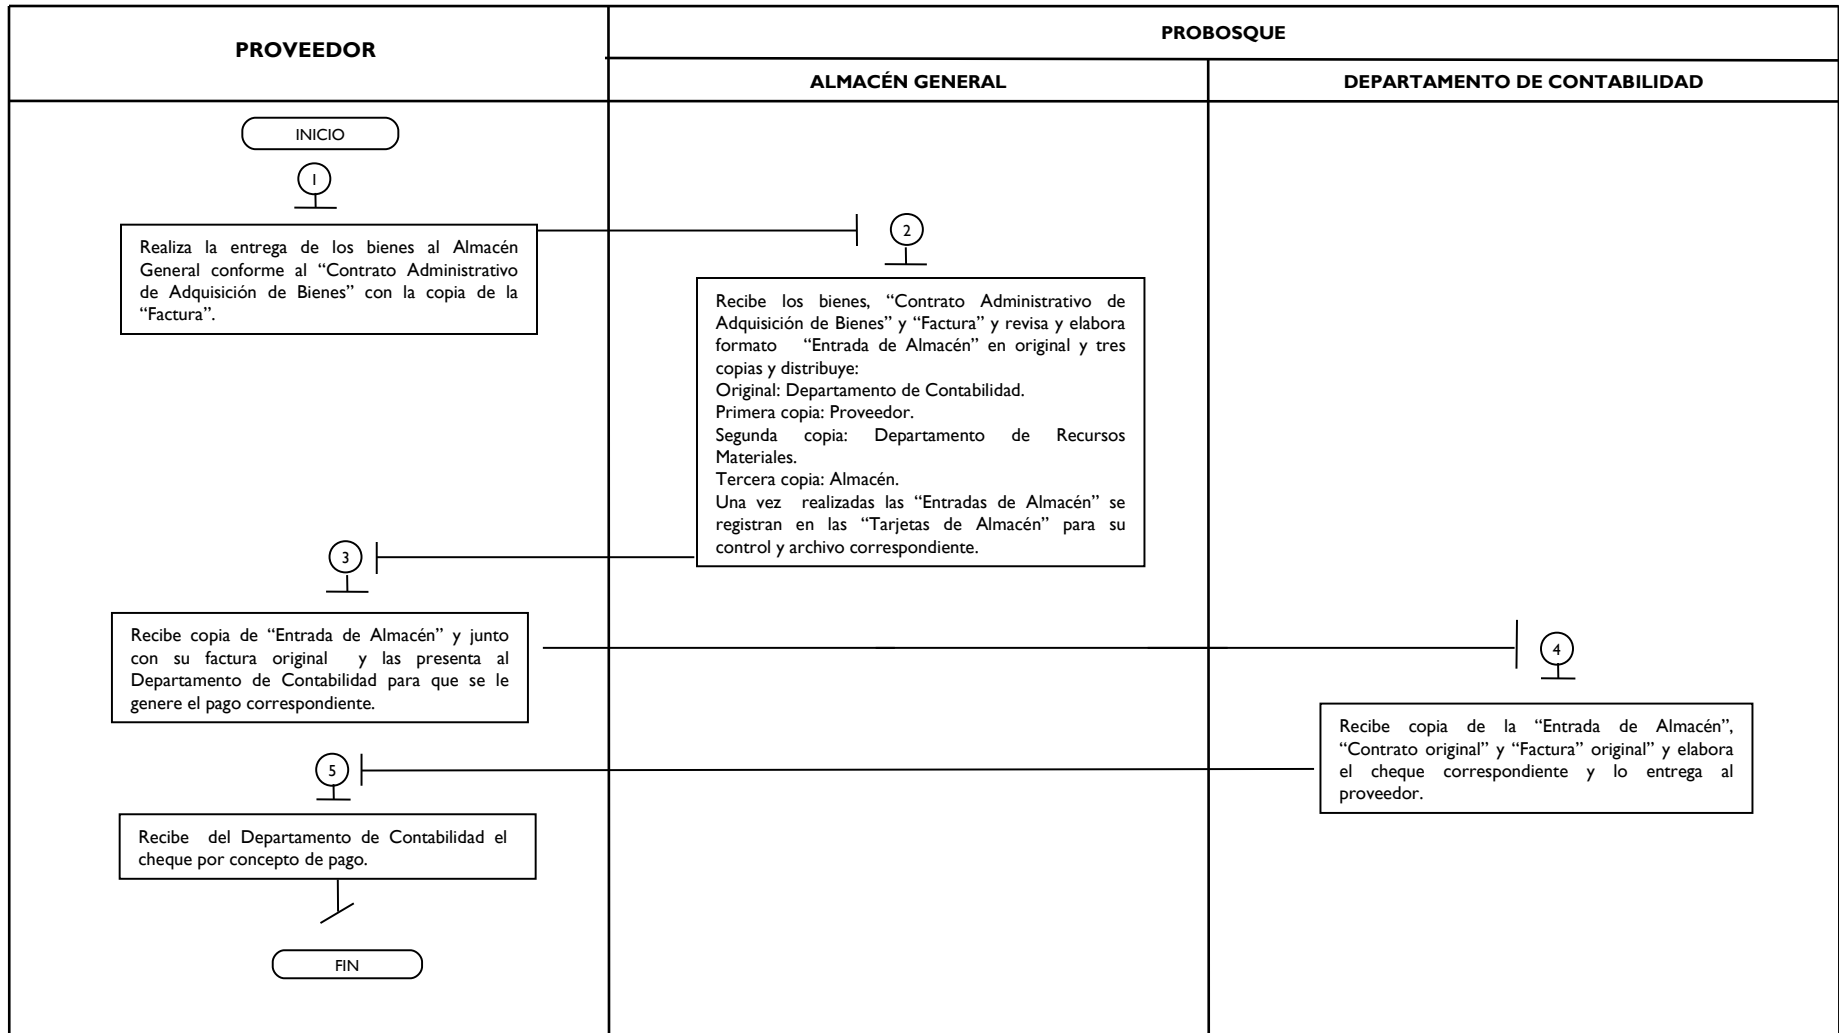 PROVEEDOR
PROBOSQUE
ALMACÉN GENERAL
DEPARTAMENTO DE CONTABILIDAD
INICIO
1
Realiza la entrega de los bienes al Almacén
General conforme al “Contrato Administrativo
de Adquisición de Bienes” con la copia de la
“Factura”.
2
Recibe los bienes, “Contrato Administrativo de
Adquisición de Bienes” y “Factura” y revisa y elabora
formato “Entrada de Almacén” en original y tres
copias y distribuye:
Original: Departamento de Contabilidad.
Primera copia: Proveedor.
Segunda copia: Departamento de Recursos
Materiales.
Tercera copia: Almacén.
Una vez realizadas las “Entradas de Almacén” se
registran en las “Tarjetas de Almacén” para su
control y archivo correspondiente.
3
Recibe copia de “Entrada de Almacén” y junto
con su factura original y las presenta al
Departamento de Contabilidad para que se le
genere el pago correspondiente.
4
Recibe copia de la “Entrada de Almacén”,
“Contrato original” y “Factura” original” y elabora
el cheque correspondiente y lo entrega al
proveedor.
5
Recibe del Departamento de Contabilidad el
cheque por concepto de pago.
FIN